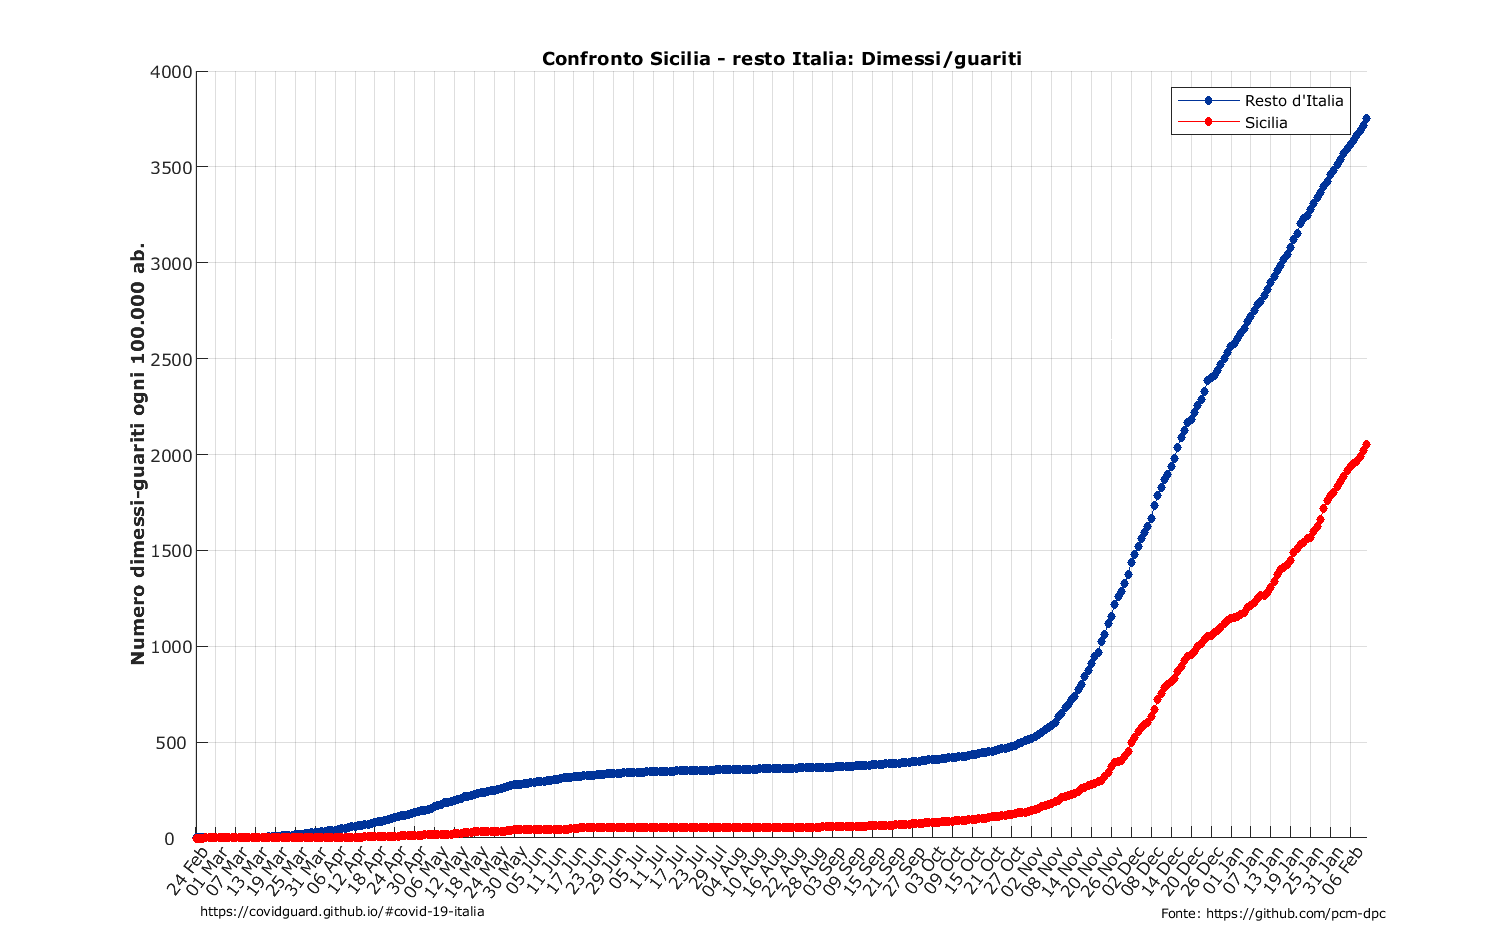 Confronto Sicilia - resto Italia: Dimessi/guariti
Resto d'Italia
Sicilia
Numero dimessi-guariti ogni 100.000 ab.
4000
3500
3000
2500
2000
1500
1000
500
0
24 Feb
01 Mar
07 Mar
13 Mar
19 Mar
25 Mar
31 Mar
06 Apr
12 Apr
18 Apr
24 Apr
30 Apr
06 May
12 May
18 May
24 May
30 May
05 Jun
11 Jun
17 Jun
23 Jun
29 Jun
05 Jul
11 Jul
17 Jul
23 Jul
29 Jul
04 Aug
10 Aug
16 Aug
22 Aug
28 Aug
03 Sep
09 Sep
15 Sep
21 Sep
27 Sep
03 Oct
09 Oct
15 Oct
21 Oct
27 Oct
02 Nov
08 Nov
14 Nov
20 Nov
26 Nov
02 Dec
08 Dec
14 Dec
20 Dec
26 Dec
01 Jan
07 Jan
13 Jan
19 Jan
25 Jan
31 Jan
06 Feb
https://covidguard.github.io/#covid-19-italia
Fonte: https://github.com/pcm-dpc